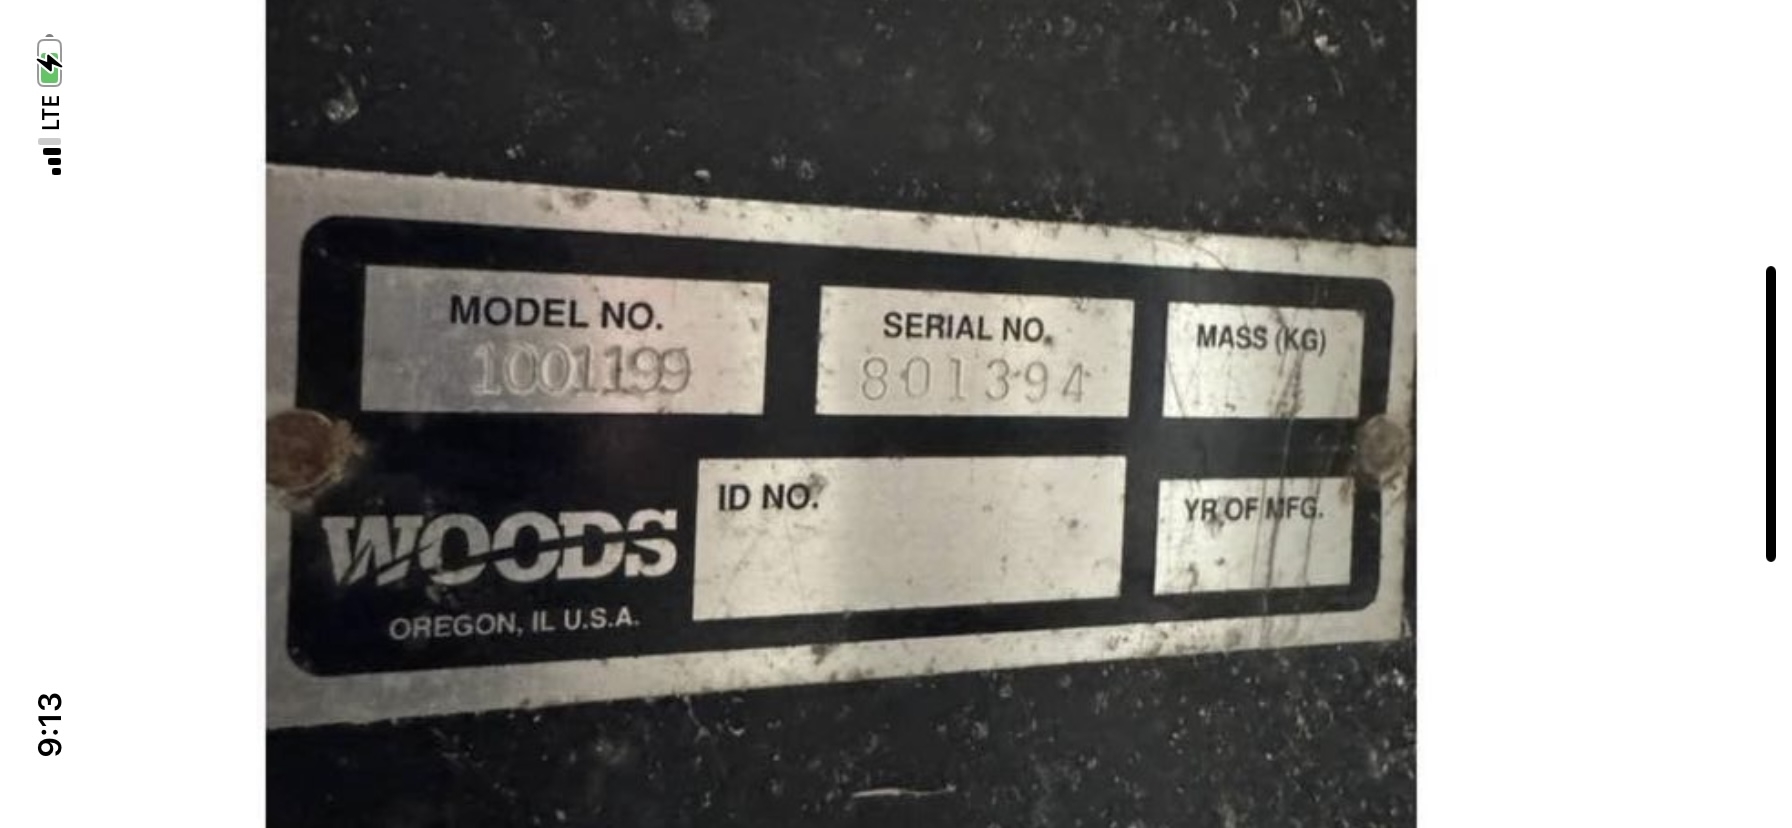 LTE
9:13
MODEL NO.
1001199
SERIAL NO.
801394
MASS (KG)
WOODS
OREGON, IL U.S.A.
ID NO.
YR OF MFG.